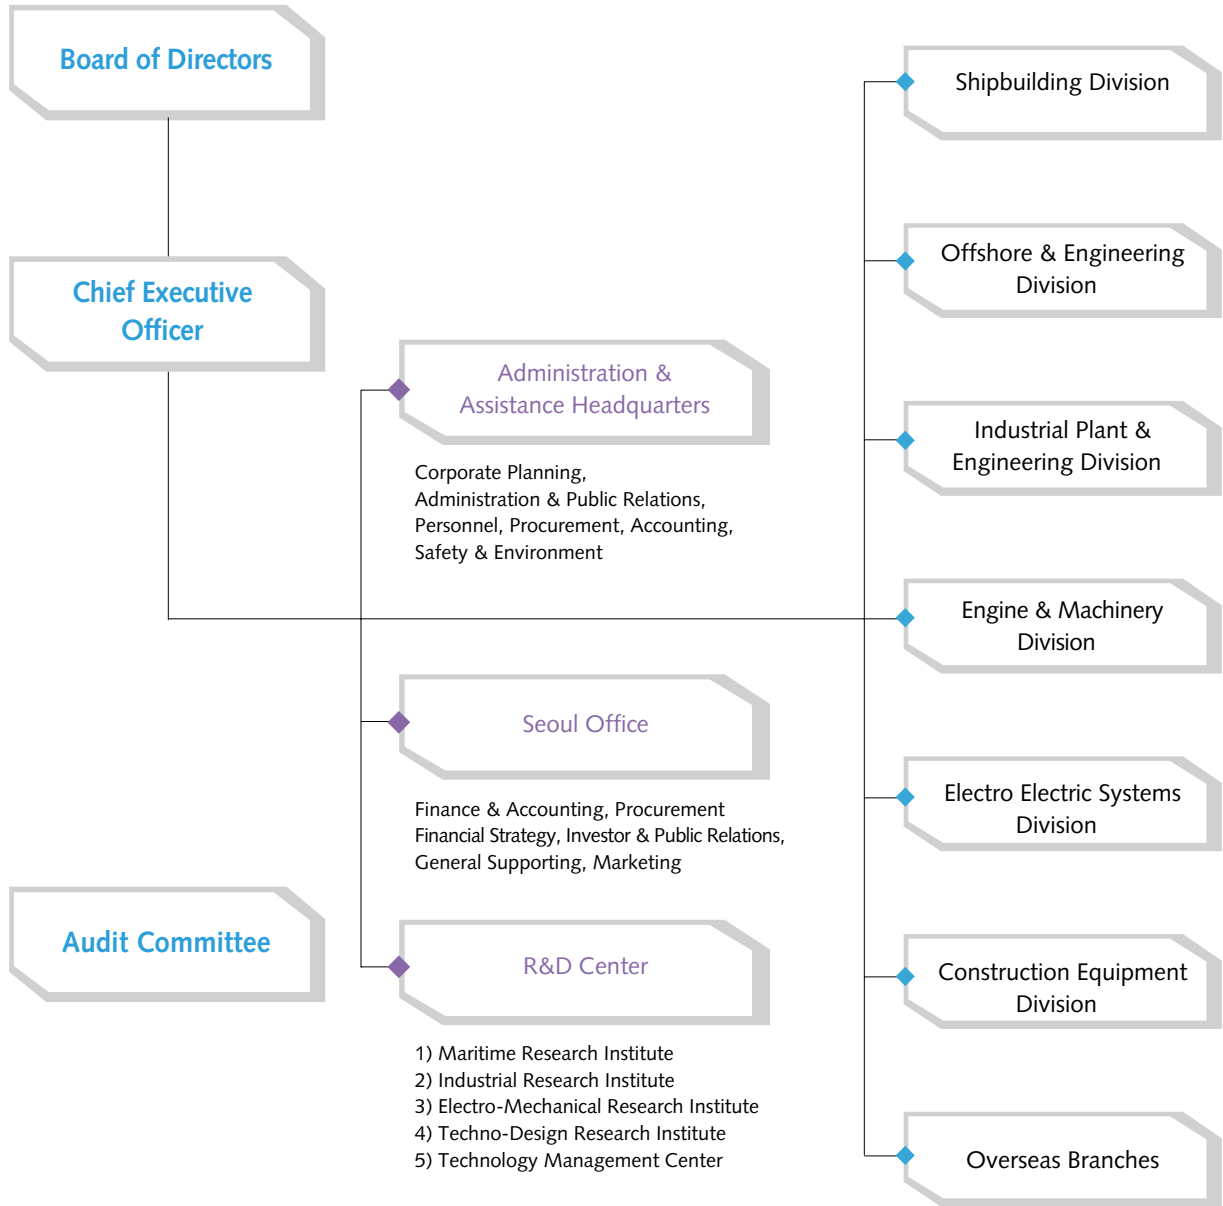 Board of Directors
Chief Executive
Officer
Audit Committee
Administration &
Assistance Headquarters
Corporate Planning,
Administration & Public Relations,
Personnel, Procurement, Accounting,
Safety & Environment
Seoul Office
Finance & Accounting, Procurement
Financial Strategy, Investor & Public Relations,
General Supporting, Marketing
R&D Center
1) Maritime Research Institute
2) Industrial Research Institute
3) Electro-Mechanical Research Institute
4) Techno-Design Research Institute
5) Technology Management Center
Shipbuilding Division
Offshore & Engineering
Division
Industrial Plant &
Engineering Division
Engine & Machinery
Division
Electro Electric Systems
Division
Construction Equipment
Division
Overseas Branches